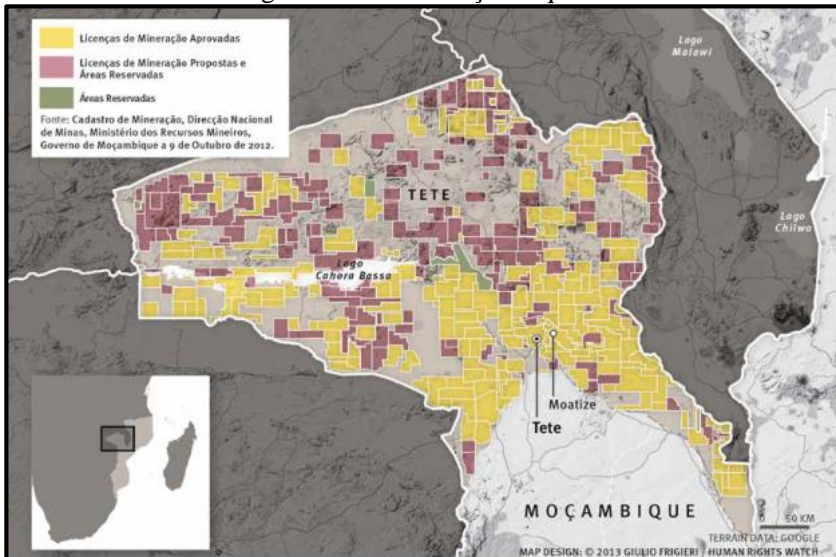 Licenças de Mineração Aprovadas
Licenças de Mineração Propostas e
Áreas Reservadas
Áreas Reservadas
Fonte: Cadastro de Mineração, Direcção Nacional
de Minas, Ministério dos Recursos Mineiros,
Governo de Moçambique a 9 de Outubro de 2012.
Lago
Malawi
TETE
Lago
Chilwa
Lago
Cahora Bassa
Moatize
Tete
MOÇAMBIQUE
0 50 KM
TERRAIN DATA: GOOGLE
MAP DESIGN: © 2013 GIULIO FRIGIERI / HUMAN RIGHTS WATCH